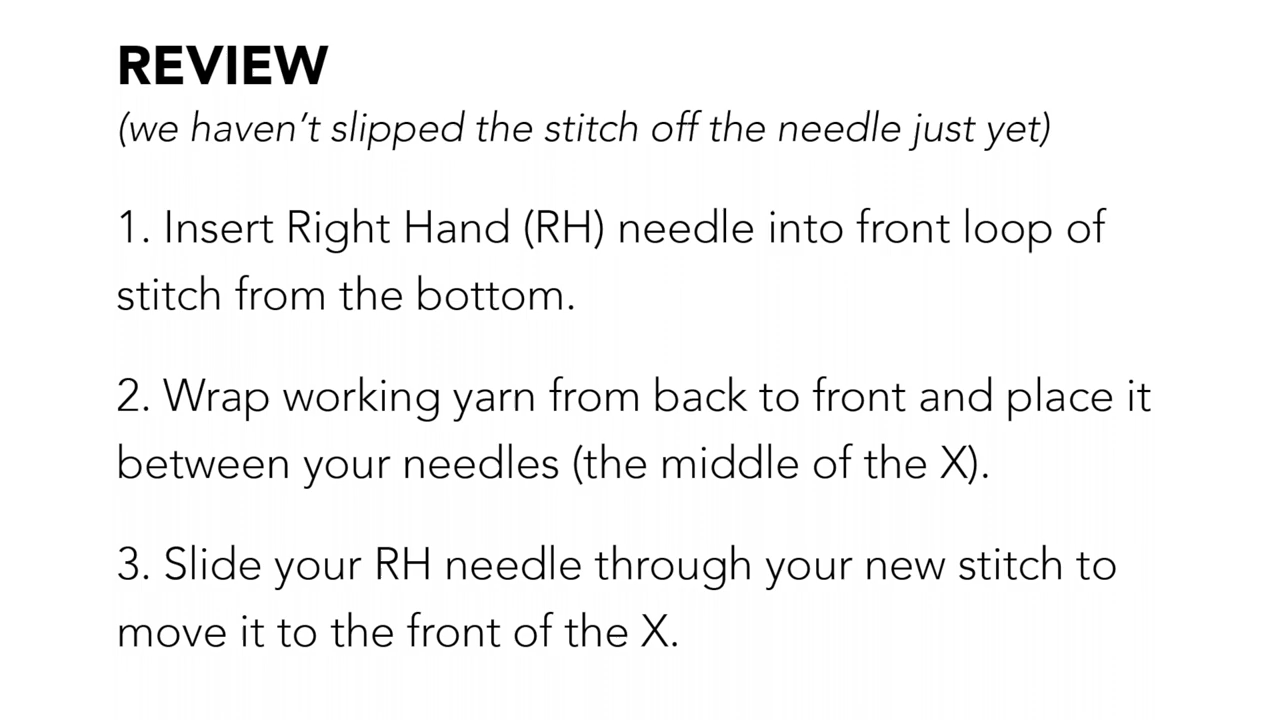 REVIEW
(we haven’t slipped the stitch off the needle just yet)
1. Insert Right Hand (RH) needle into front loop of
stitch from the bottom.
2. Wrap working yarn from back to front and place it
between your needles (the middle of the X).
3. Slide your RH needle through your new stitch to
move it to the front of the X.